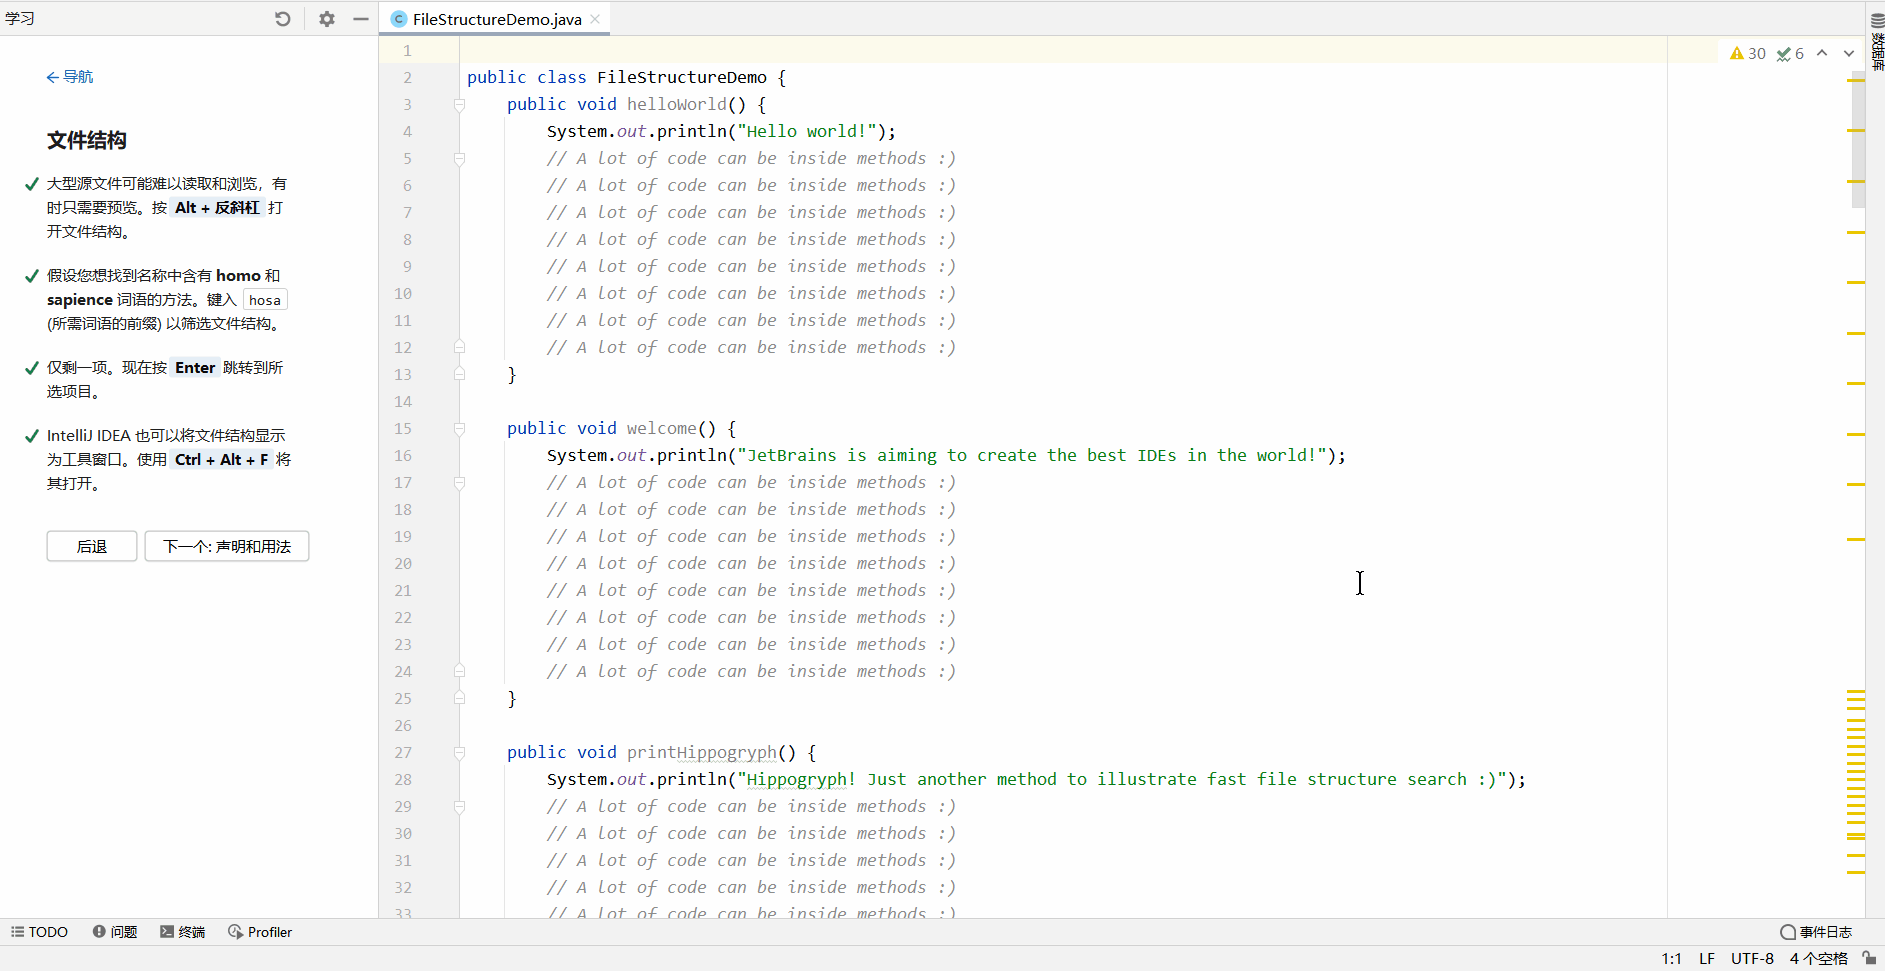 学习
FileStructureDemo.java
数据库
导航
文件结构
大型源文件可能难以读取和浏览，有
时只需要预览。按 Alt + 反斜杠 打
开文件结构。
假设您想找到名称中含有 homo 和
sapience 词语的方法。键入 hosa
(所需词语的前缀) 以筛选文件结构。
仅剩一项。现在按 Enter 跳转到所
选项目。
IntelliJ IDEA 也可以将文件结构显示
为工具窗口。使用 Ctrl + Alt + F 将
其打开。
后退 下一个: 声明和用法
30 6
1
2 public class FileStructureDemo {
3 public void helloWorld() {
4 System.out.println("Hello world!");
5 // A lot of code can be inside methods :)
6 // A lot of code can be inside methods :)
7 // A lot of code can be inside methods :)
8 // A lot of code can be inside methods :)
9 // A lot of code can be inside methods :)
10 // A lot of code can be inside methods :)
11 // A lot of code can be inside methods :)
12 // A lot of code can be inside methods :)
13 }
14
15 public void welcome() {
16 System.out.println("JetBrains is aiming to create the best IDEs in the world!");
17 // A lot of code can be inside methods :)
18 // A lot of code can be inside methods :)
19 // A lot of code can be inside methods :)
20 // A lot of code can be inside methods :)
21 // A lot of code can be inside methods :)
22 // A lot of code can be inside methods :)
23 // A lot of code can be inside methods :)
24 // A lot of code can be inside methods :)
25 }
26
27 public void printHippogryph() {
28 System.out.println("Hippogryph! Just another method to illustrate fast file structure search :)");
29 // A lot of code can be inside methods :)
30 // A lot of code can be inside methods :)
31 // A lot of code can be inside methods :)
32 // A lot of code can be inside methods :)
33 // A lot of code can be inside methods :)
TODO 问题 终端 Profiler 事件日志
1:1 LF UTF-8 4 个空格